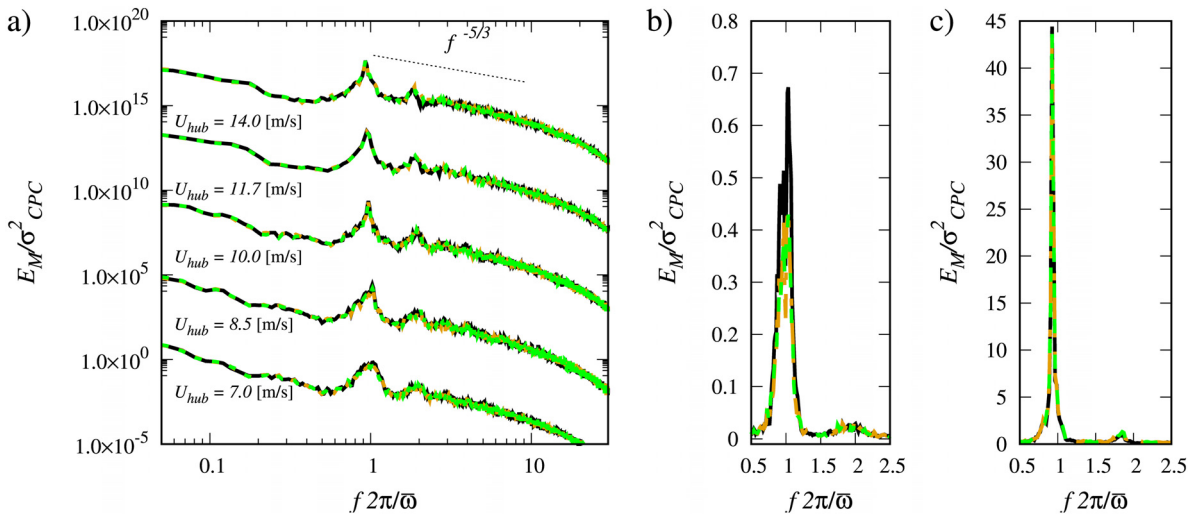 a)
1.0×10^20
1.0×10^15
1.0×10^10
1.0×10^5
1.0×10^0
1.0×10^-5
E_M/σ^2_CPC
f^-5/3
U_hub = 14.0 [m/s]
U_hub = 11.7 [m/s]
U_hub = 10.0 [m/s]
U_hub = 8.5 [m/s]
U_hub = 7.0 [m/s]
0.1 1 10
f 2π/ϖ
b)
0.8
0.7
0.6
0.5
0.4
0.3
0.2
0.1
0
E_M/σ^2_CPC
0.5 1 1.5 2 2.5
f 2π/ϖ
c)
45
40
35
30
25
20
15
10
5
0
E_M/σ^2_CPC
0.5 1 1.5 2 2.5
f 2π/ϖ